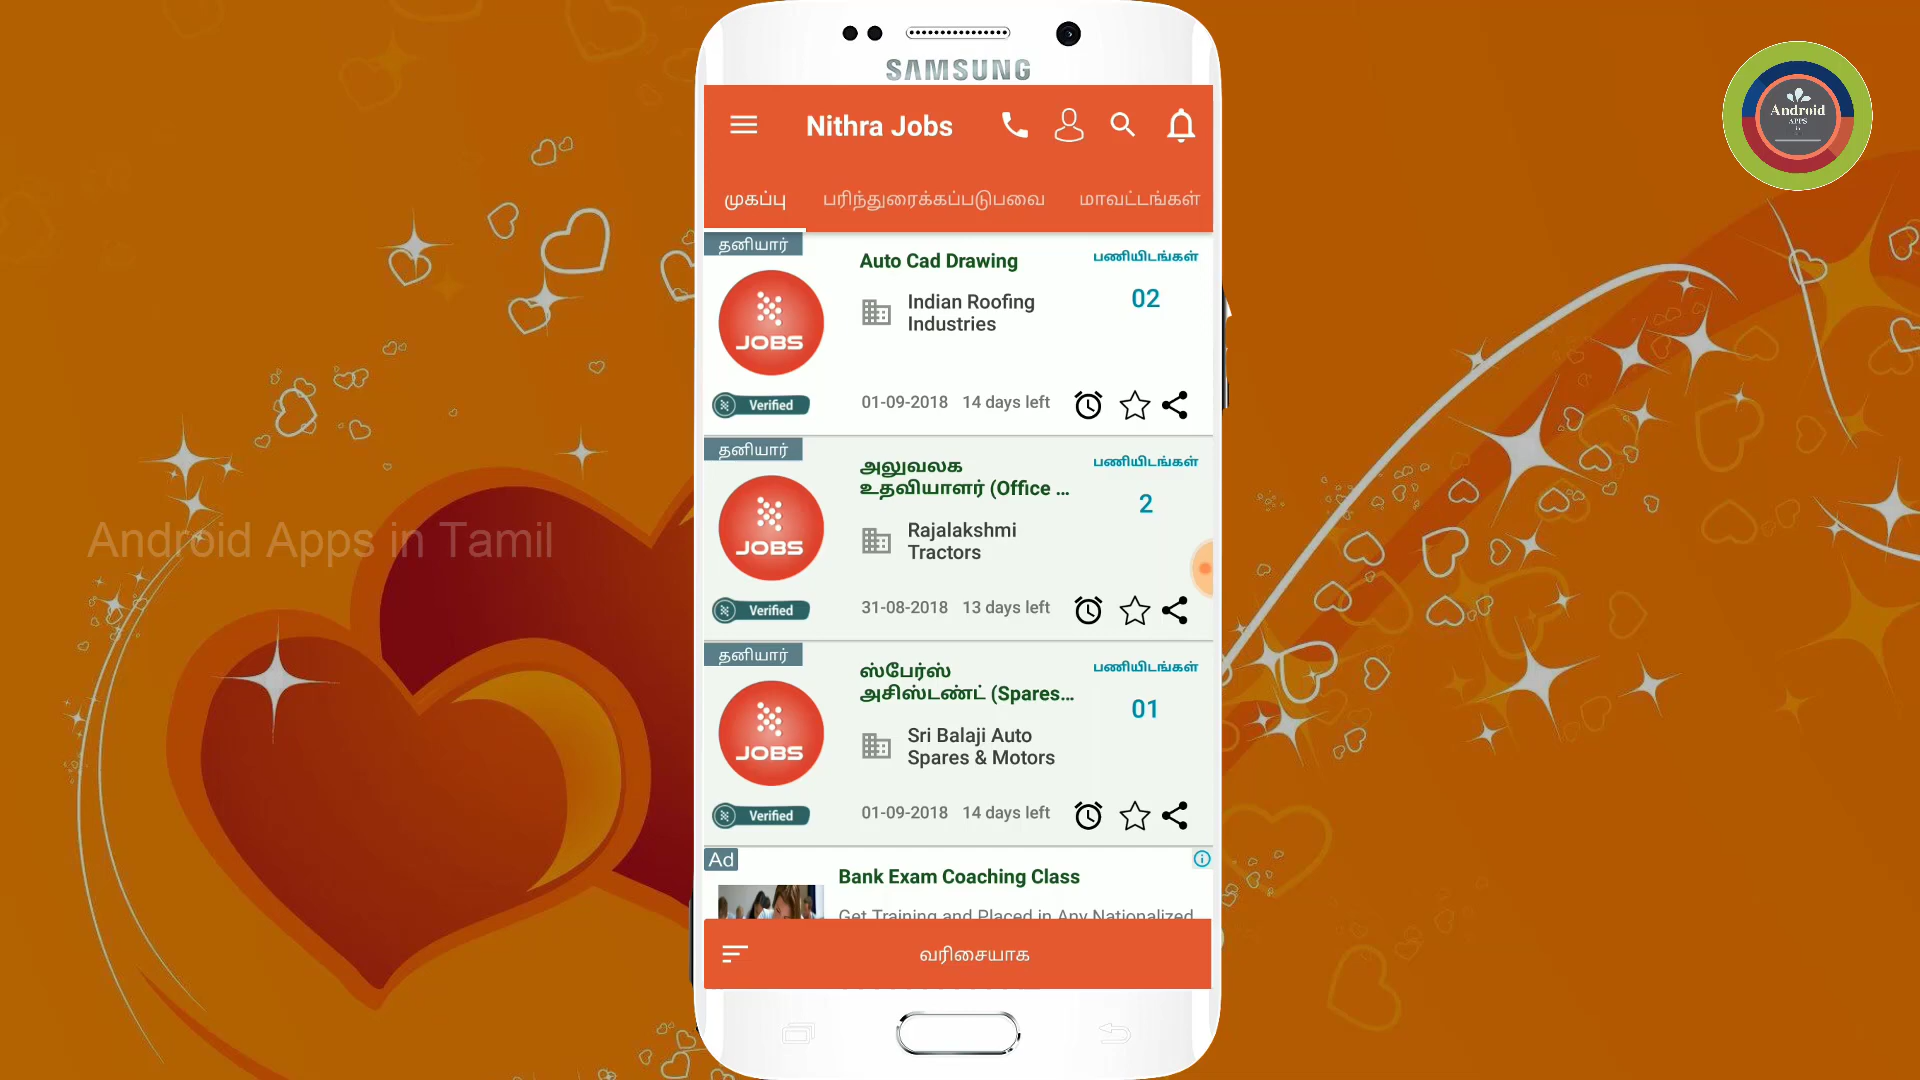 SAMSUNG
Nithra Jobs
முகப்பு பரிந்துரைக்கப்படுபவை மாவட்டங்கள்
தனியார்
Auto Cad Drawing
பணியிடங்கள்
02
Indian Roofing
Industries
JOBS
Verified
01-09-2018 14 days left
தனியார்
அலுவலக
உதவியாளர் (Office ...
பணியிடங்கள்
2
Rajalakshmi
Tractors
JOBS
Verified
31-08-2018 13 days left
தனியார்
ஸ்பேர்ஸ்
அசிஸ்டண்ட் (Spares...
பணியிடங்கள்
01
Sri Balaji Auto
Spares & Motors
JOBS
Verified
01-09-2018 14 days left
Ad
Bank Exam Coaching Class
Get Training and Placed in Any Nationalized
வரிசையாக
Android Apps in Tamil
Android
APPS